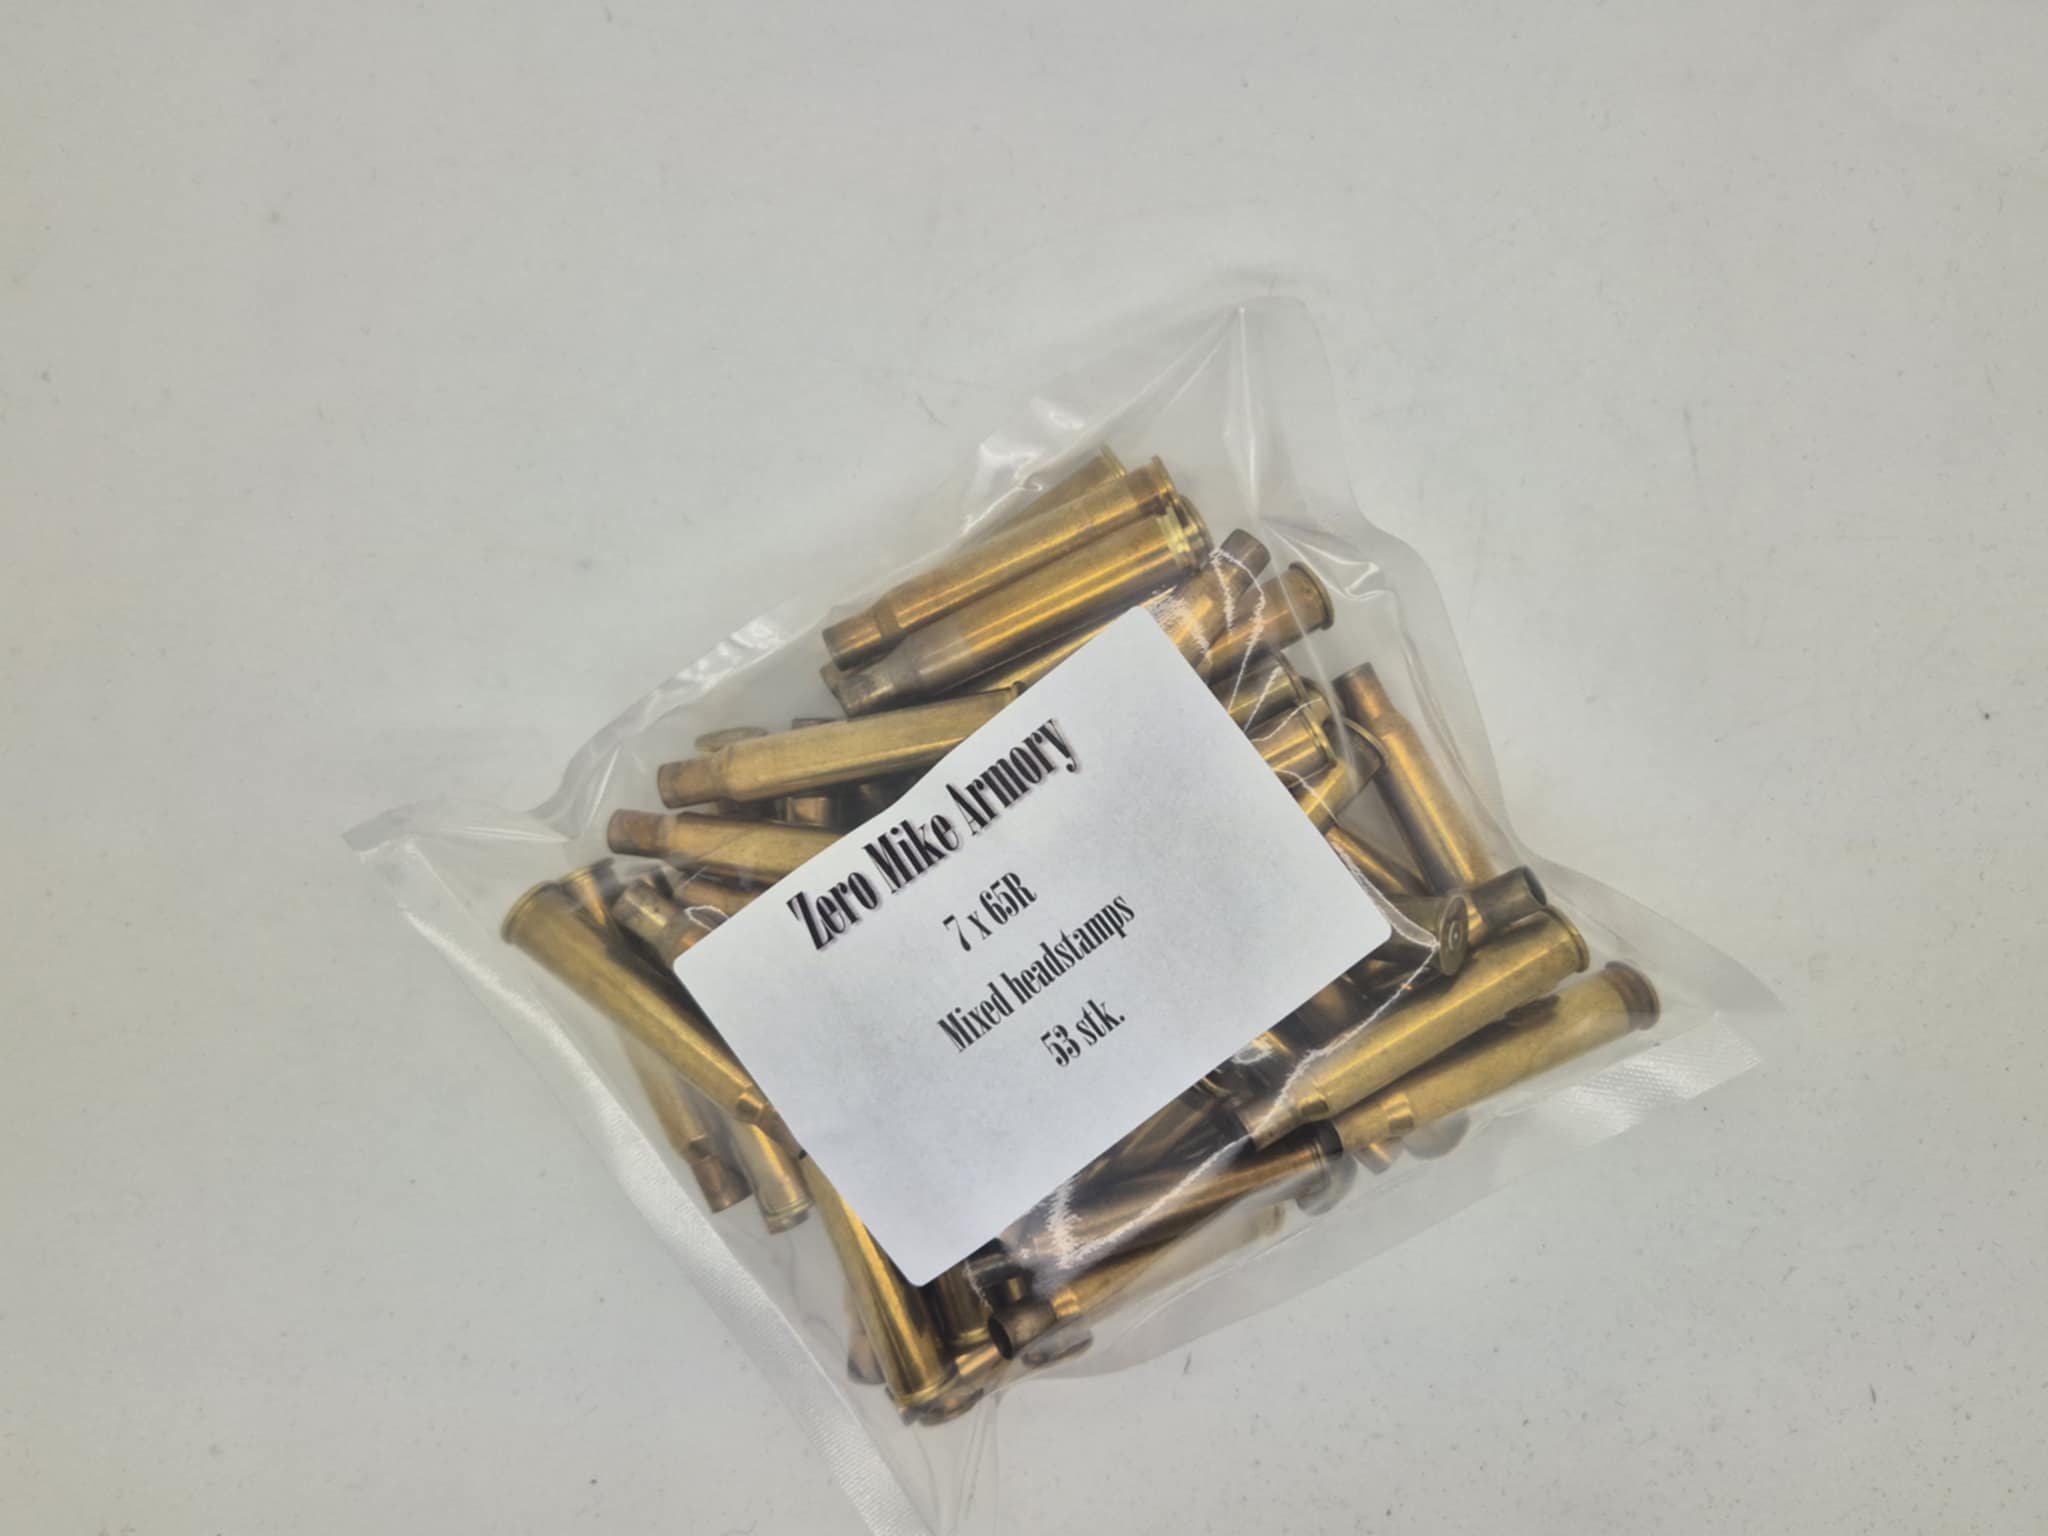 Zero Mike Armory
7 x 65R
Mixed headstamps
53 stk.